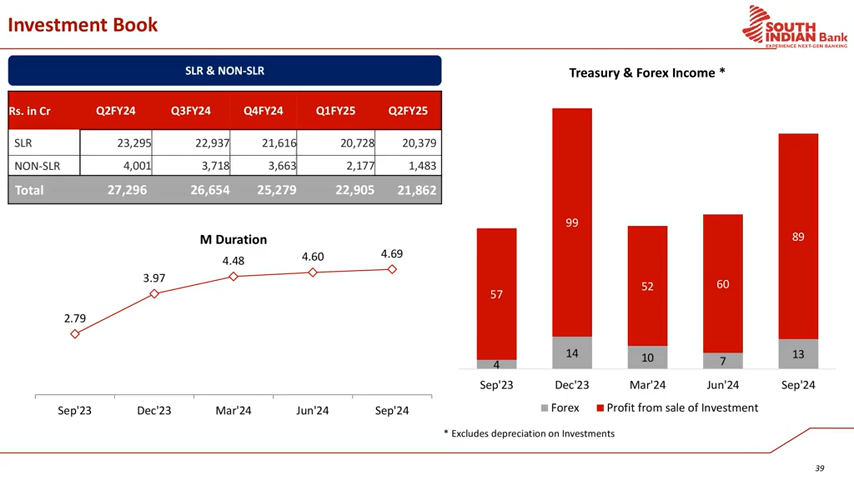 Investment Book
SOUTH
INDIAN Bank
EXPERIENCE NEXT-GEN BANKING
SLR & NON-SLR
Rs. in Cr Q2FY24 Q3FY24 Q4FY24 Q1FY25 Q2FY25
SLR 23,295 22,937 21,616 20,728 20,379
NON-SLR 4,001 3,718 3,663 2,177 1,483
Total 27,296 26,654 25,279 22,905 21,862
M Duration
2.79 3.97 4.48 4.60 4.69
Sep'23 Dec'23 Mar'24 Jun'24 Sep'24
Treasury & Forex Income *
57 99 52 60 89
4 14 10 7 13
Sep'23 Dec'23 Mar'24 Jun'24 Sep'24
Forex Profit from sale of Investment
* Excludes depreciation on Investments
39